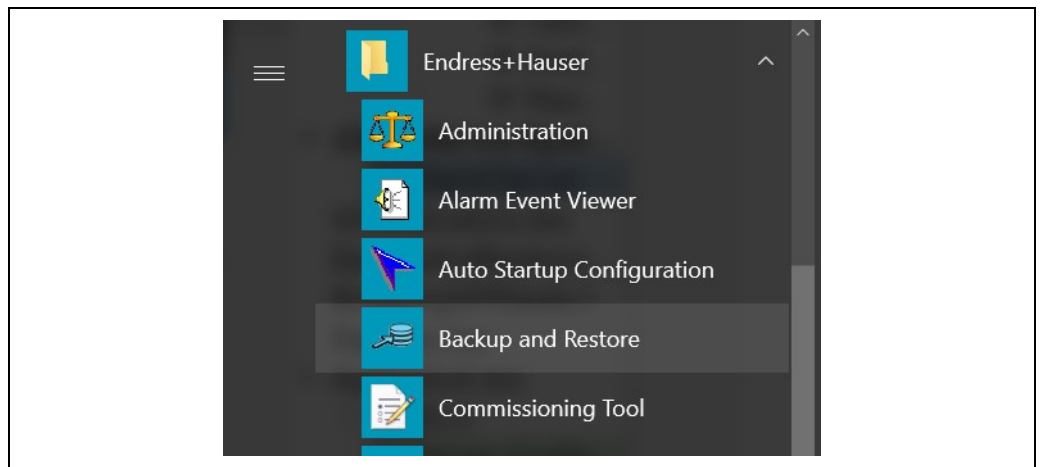 Endress+Hauser
Administration
Alarm Event Viewer
Auto Startup Configuration
Backup and Restore
Commissioning Tool